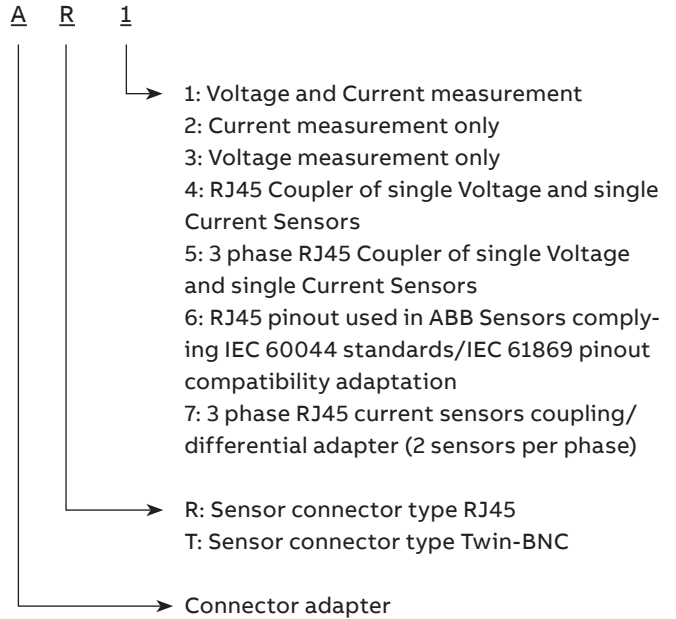 A R 1
1: Voltage and Current measurement
2: Current measurement only
3: Voltage measurement only
4: RJ45 Coupler of single Voltage and single
Current Sensors
5: 3 phase RJ45 Coupler of single Voltage
and single Current Sensors
6: RJ45 pinout used in ABB Sensors comply-
ing IEC 60044 standards/IEC 61869 pinout
compatibility adaptation
7: 3 phase RJ45 current sensors coupling/
differential adapter (2 sensors per phase)
R: Sensor connector type RJ45
T: Sensor connector type Twin-BNC
Connector adapter